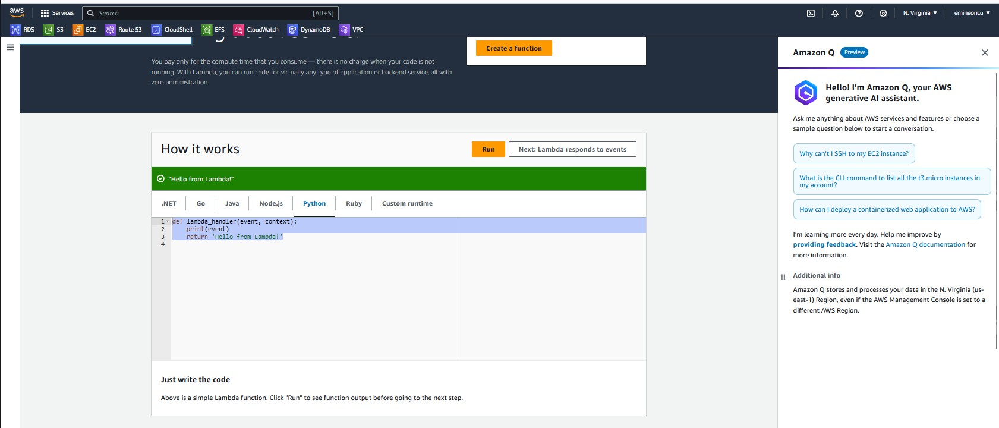 aws
Services
Search
[Alt+S]
N. Virginia
emineoncu
RDS
S3
EC2
Route 53
CloudShell
EFS
CloudWatch
DynamoDB
VPC
Create a function
You pay only for the compute time that you consume — there is no charge when your code is not
running. With Lambda, you can run code for virtually any type of application or backend service, all with
zero administration.
How it works
Run
Next: Lambda responds to events
"Hello from Lambda!"
.NET
Go
Java
Node.js
Python
Ruby
Custom runtime
1 def lambda_handler(event, context):
2 print(event)
3 return 'Hello from Lambda!'
4
Just write the code
Above is a simple Lambda function. Click "Run" to see function output before going to the next step.
Amazon Q
Preview
Hello! I'm Amazon Q, your AWS
generative AI assistant.
Ask me anything about AWS services and features or choose a
sample question below to start a conversation.
Why can't I SSH to my EC2 instance?
What is the CLI command to list all the t3.micro instances in
my account?
How can I deploy a containerized web application to AWS?
I'm learning more every day. Help me improve by
providing feedback. Visit the Amazon Q documentation for
more information.
Additional info
Amazon Q stores and processes your data in the N. Virginia (us-
east-1) Region, even if the AWS Management Console is set to a
different AWS Region.